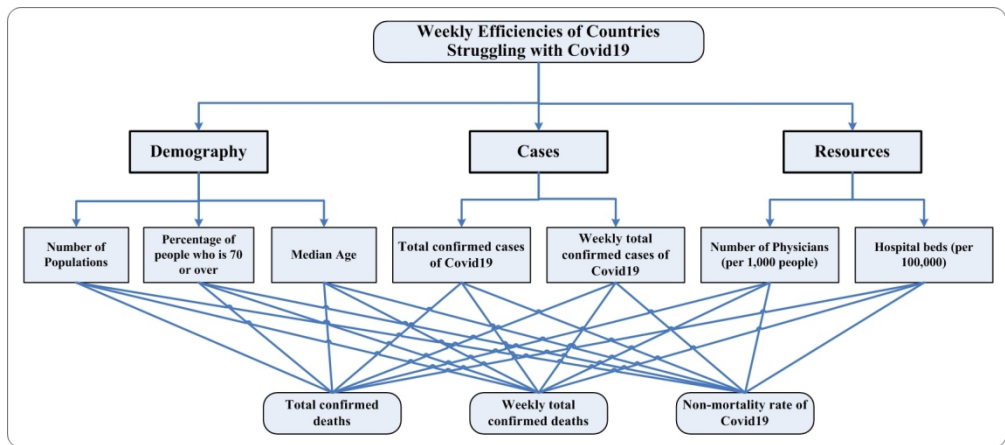 Weekly Efficiencies of Countries
Struggling with Covid19
Demography
Cases
Resources
Number of
Populations
Percentage of
people who is 70
or over
Median Age
Total confirmed cases
of Covid19
Weekly total
confirmed cases of
Covid19
Number of Physicians
(per 1,000 people)
Hospital beds (per
100,000)
Total confirmed
deaths
Weekly total
confirmed deaths
Non-mortality rate of
Covid19